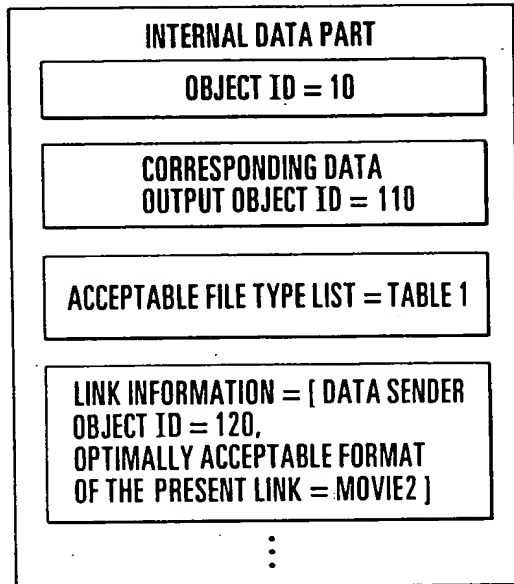 INTERNAL DATA PART
OBJECT ID = 10
CORRESPONDING DATA
OUTPUT OBJECT ID = 110
ACCEPTABLE FILE TYPE LIST = TABLE 1
LINK INFORMATION = [ DATA SENDER
OBJECT ID = 120,
OPTIMALLY ACCEPTABLE FORMAT
OF THE PRESENT LINK = MOVIE2 ]